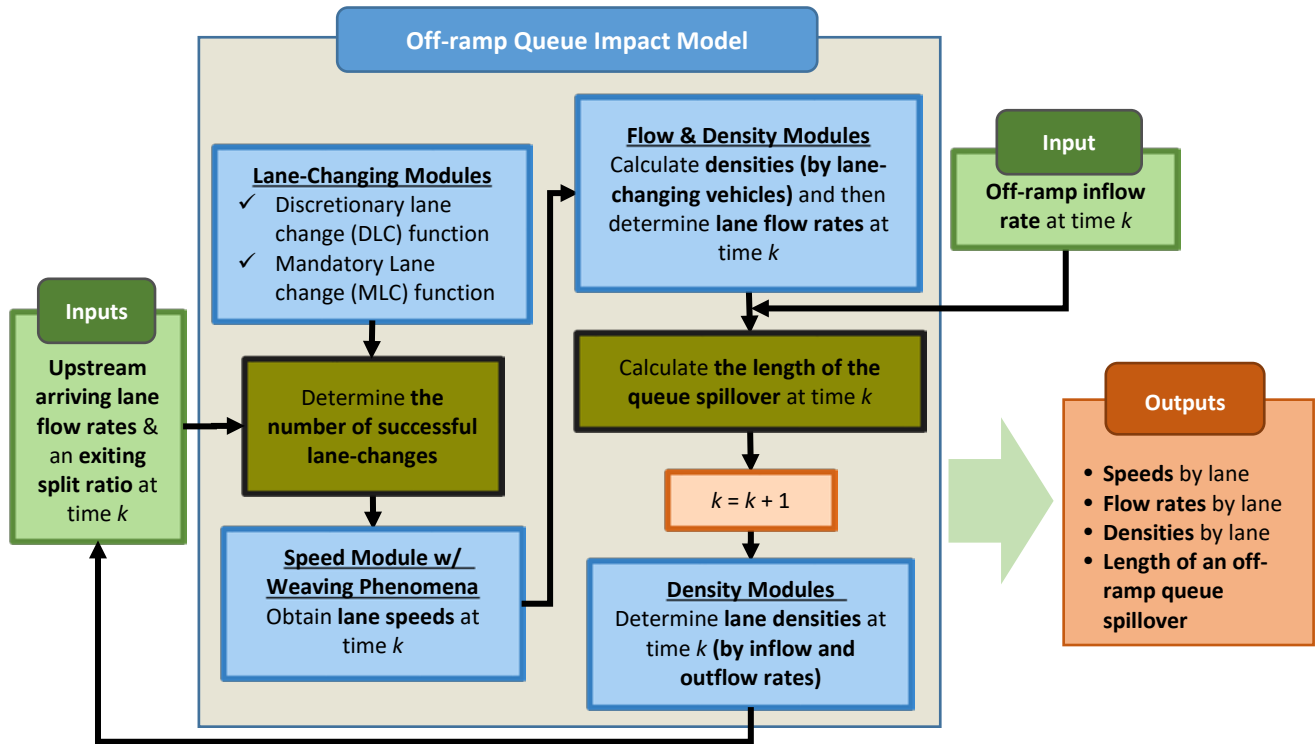 Off-ramp Queue Impact Model
Inputs
Upstream
arriving lane
flow rates &
an exiting
split ratio at
time k
Lane-Changing Modules
✓ Discretionary lane
change (DLC) function
✓ Mandatory Lane
change (MLC) function
Determine the
number of successful
lane-changes
Speed Module w/
Weaving Phenomena
Obtain lane speeds at
time k
Flow & Density Modules
Calculate densities (by lane-
changing vehicles) and then
determine lane flow rates at
time k
Input
Off-ramp inflow
rate at time k
Calculate the length of the
queue spillover at time k
k = k + 1
Density Modules
Determine lane densities at
time k (by inflow and
outflow rates)
Outputs
• Speeds by lane
• Flow rates by lane
• Densities by lane
• Length of an off-
ramp queue
spillover